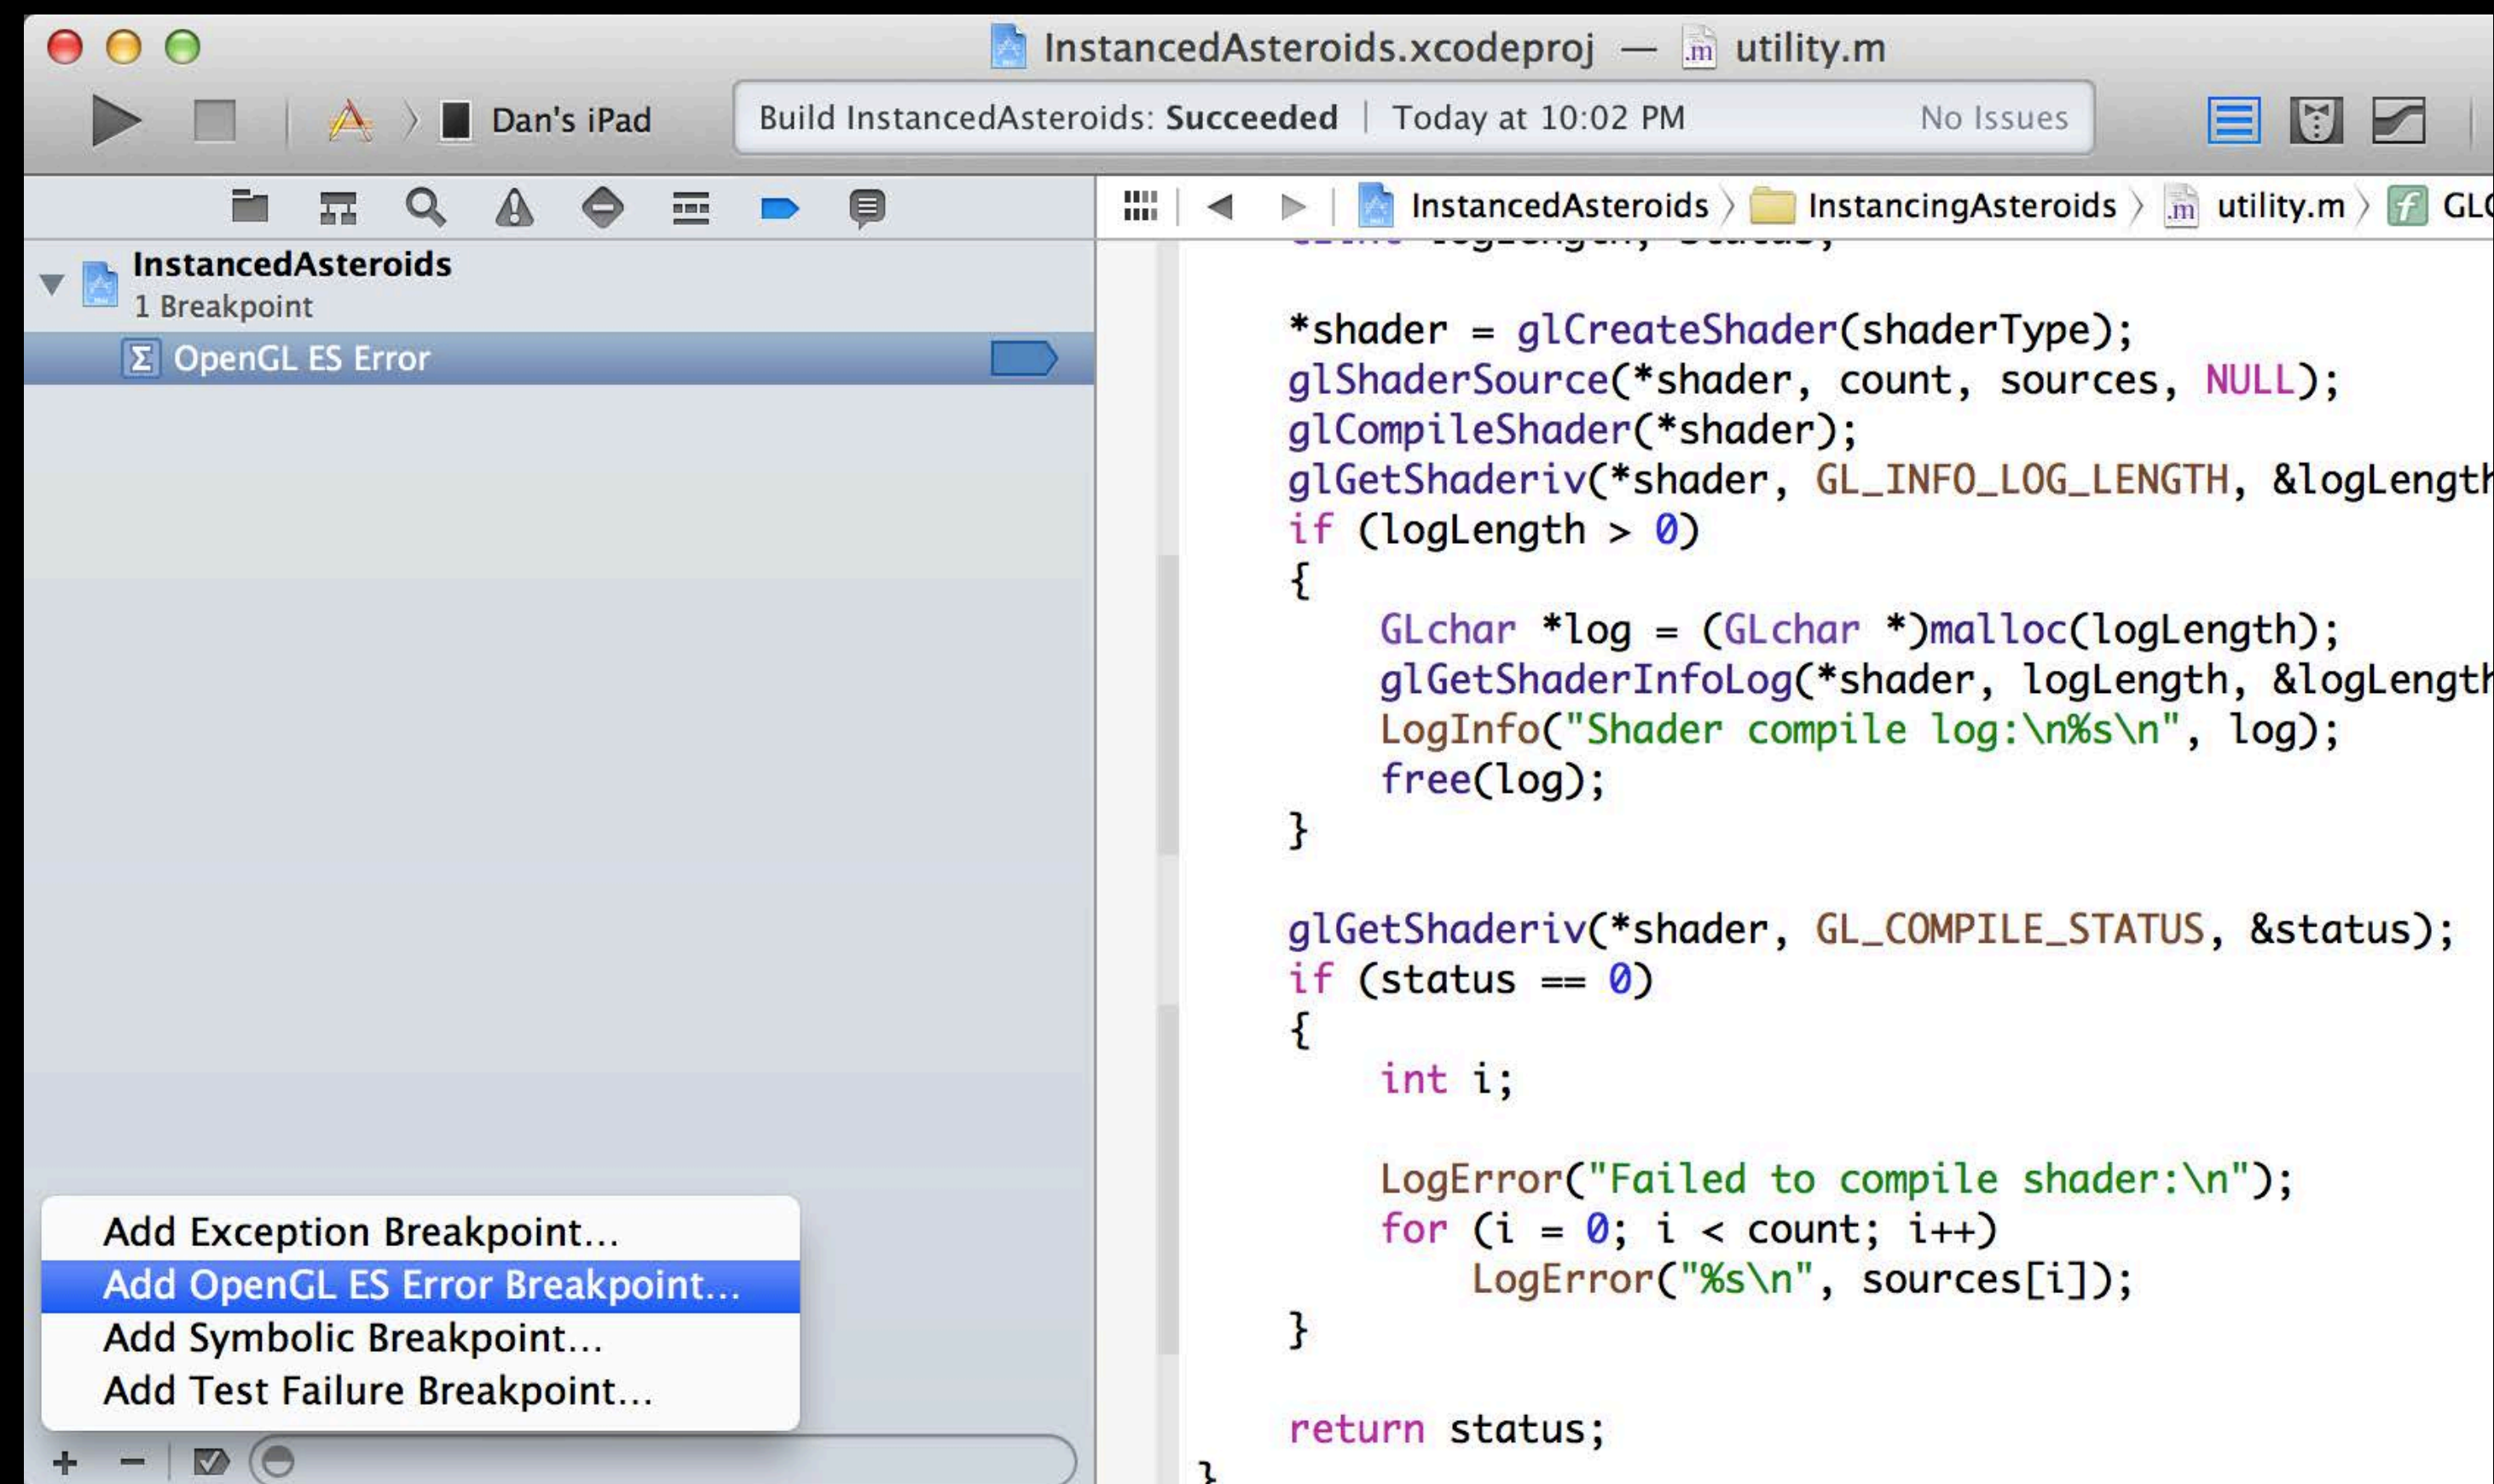 InstancedAsteroids.xcodeproj — utility.m
Dan's iPad
Build InstancedAsteroids: Succeeded | Today at 10:02 PM
No Issues
InstancedAsteroids
1 Breakpoint
OpenGL ES Error
Add Exception Breakpoint...
Add OpenGL ES Error Breakpoint...
Add Symbolic Breakpoint...
Add Test Failure Breakpoint...
InstancedAsteroids 〉 InstancingAsteroids 〉 utility.m 〉
*shader = glCreateShader(shaderType);
glShaderSource(*shader, count, sources, NULL);
glCompileShader(*shader);
glGetShaderiv(*shader, GL_INFO_LOG_LENGTH, &logLength
if (logLength > 0)
{
GLchar *log = (GLchar *)malloc(logLength);
glGetShaderInfoLog(*shader, logLength, &logLength
LogInfo("Shader compile log:\n%s\n", log);
free(log);
}
glGetShaderiv(*shader, GL_COMPILE_STATUS, &status);
if (status == 0)
{
int i;
LogError("Failed to compile shader:\n");
for (i = 0; i < count; i++)
LogError("%s\n", sources[i]);
}
return status;
}